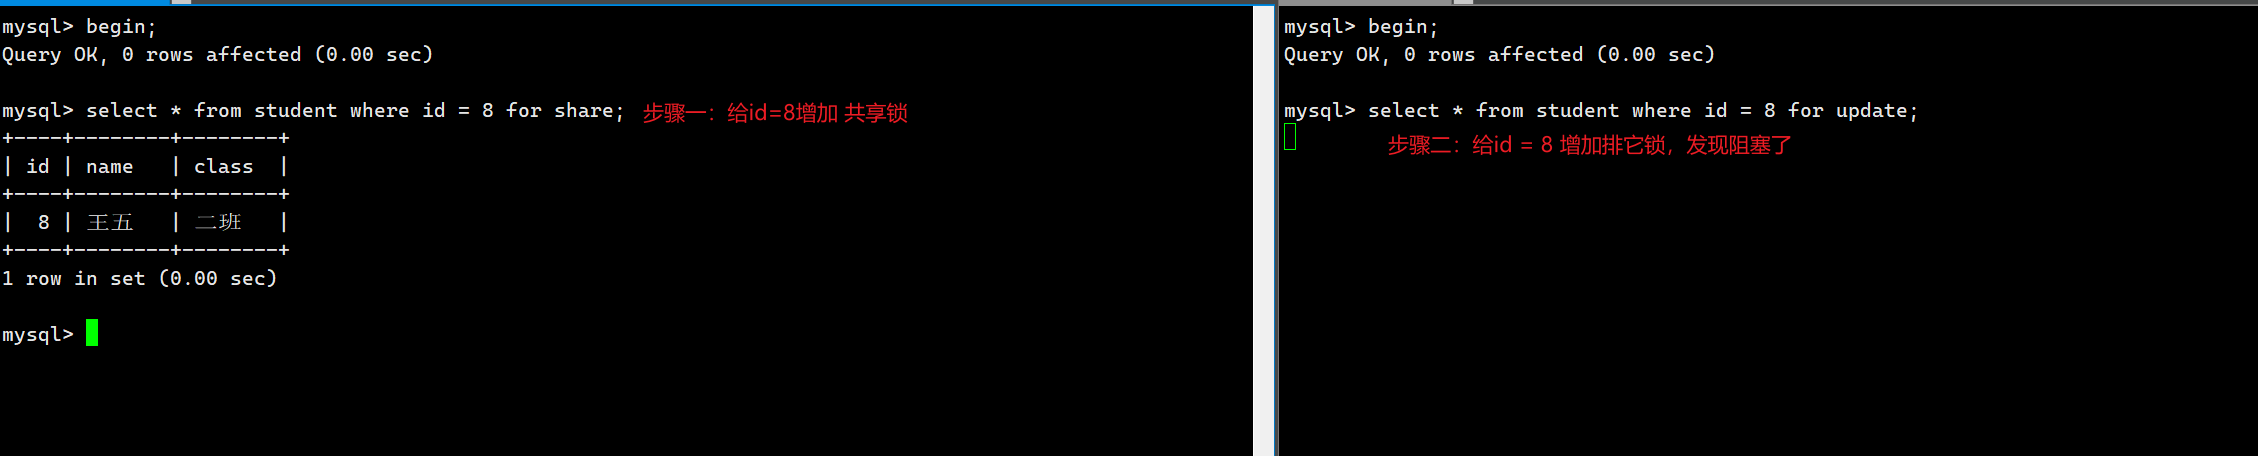 mysql> begin;
Query OK, 0 rows affected (0.00 sec)
mysql> select * from student where id = 8 for share; 步骤一：给id=8增加 共享锁
+----+--------+--------+
| id | name   | class  |
+----+--------+--------+
|  8 | 王五   | 二班   |
+----+--------+--------+
1 row in set (0.00 sec)
mysql>
mysql> begin;
Query OK, 0 rows affected (0.00 sec)
mysql> select * from student where id = 8 for update;
步骤二：给id = 8 增加排它锁，发现阻塞了